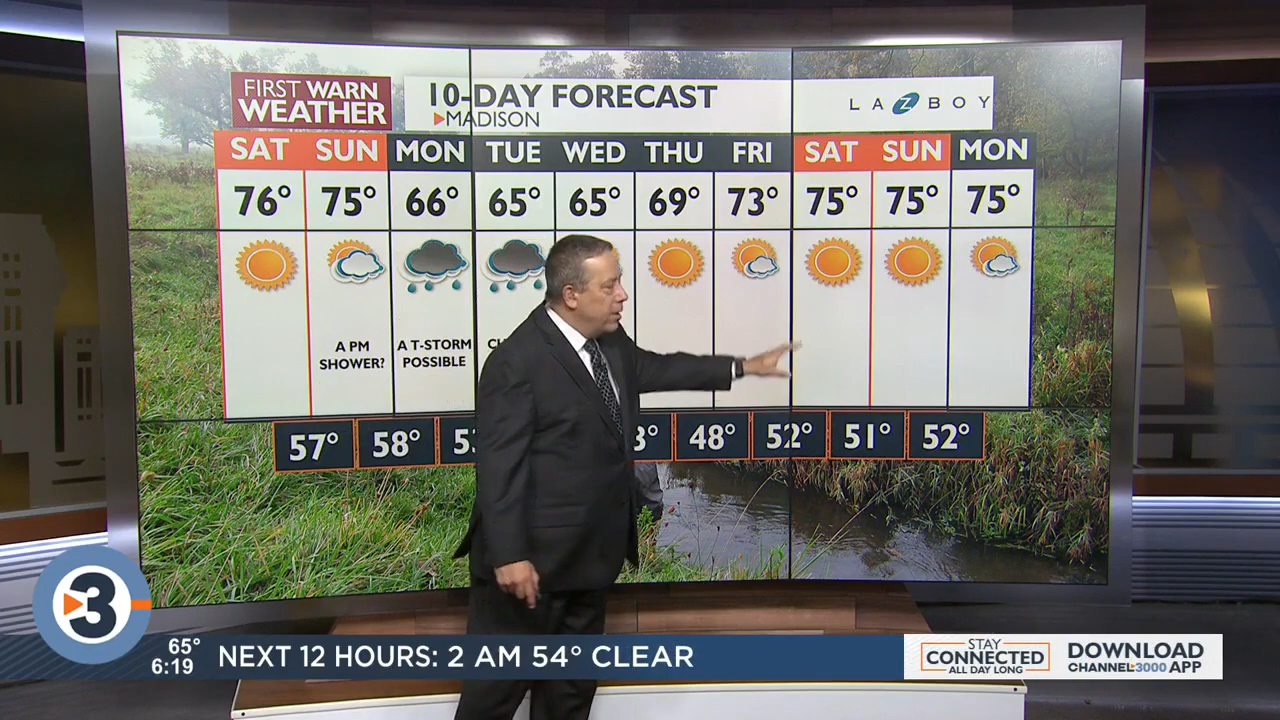 FIRST WARN
WEATHER
10-DAY FORECAST
MADISON
LA Z BOY
SAT SUN MON TUE WED THU FRI SAT SUN MON
76° 75° 66° 65° 65° 69° 73° 75° 75° 75°
A PM
SHOWER?
A T-STORM
POSSIBLE
57° 58° 48° 52° 51° 52°
3
65°
6:19
NEXT 12 HOURS: 2 AM 54° CLEAR
STAY
CONNECTED
ALL DAY LONG
DOWNLOAD
CHANNEL3000 APP